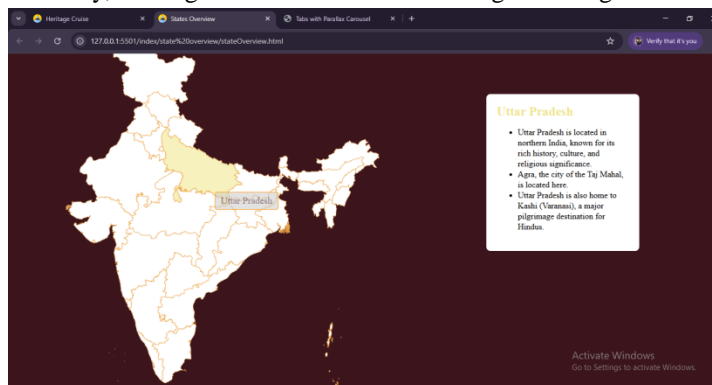 Heritage Cruise
States Overview
Tabs with Parallax Carousel
127.0.0.1:5501/index/state%20overview/stateOverview.html
Verify that it's you
Uttar Pradesh
Uttar Pradesh is located in
northern India, known for its
rich history, culture, and
religious significance.
Agra, the city of the Taj Mahal,
is located here.
Uttar Pradesh is also home to
Kashi (Varanasi), a major
pilgrimage destination for
Hindus.
Uttar Pradesh
Activate Windows
Go to Settings to activate Windows.